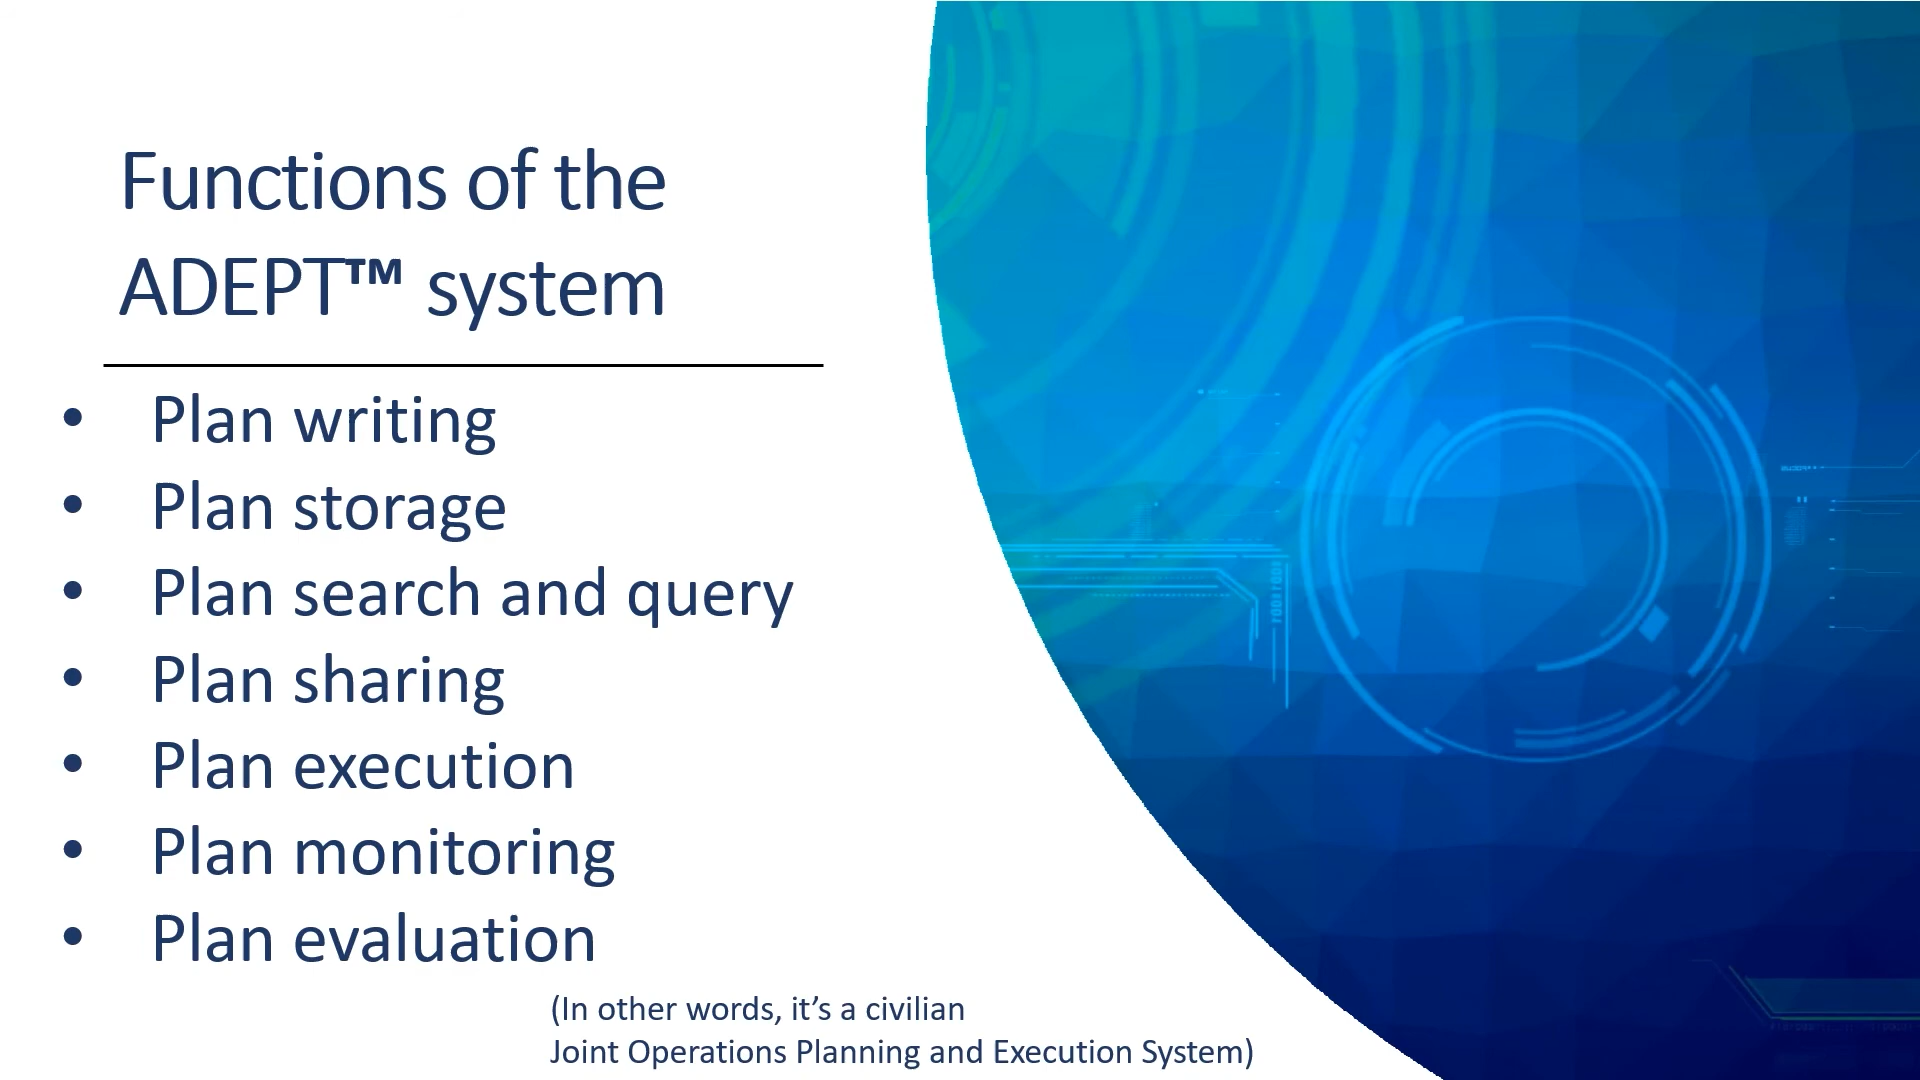 Functions of the
ADEPT™ system
• Plan writing
• Plan storage
• Plan search and query
• Plan sharing
• Plan execution
• Plan monitoring
• Plan evaluation
(In other words, it’s a civilian
Joint Operations Planning and Execution System)